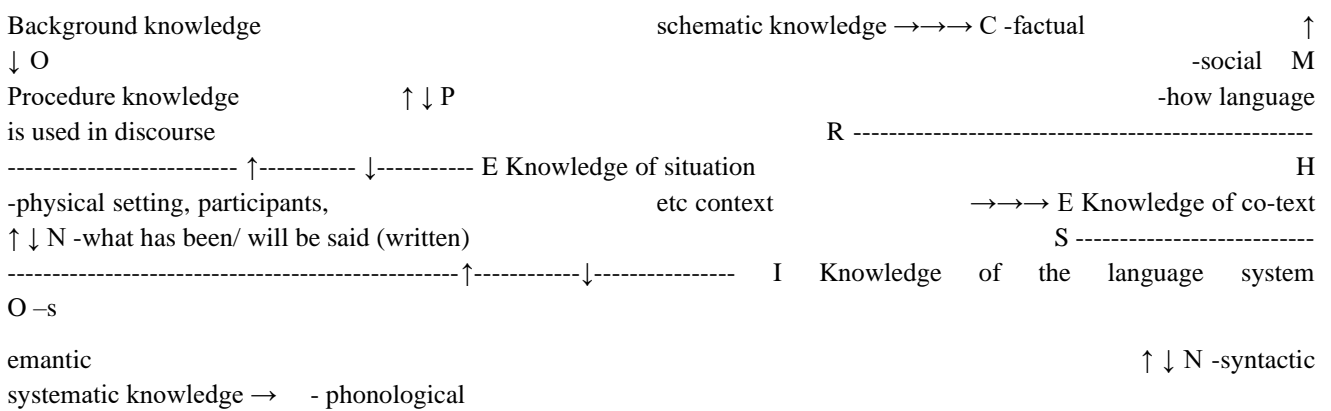 Background knowledge schematic knowledge →→→ C -factual ↑
↓ O -social M
Procedure knowledge ↑ ↓ P -how language
is used in discourse R ----------------------------------------------------
-------------------------- ↑----------- ↓----------- E Knowledge of situation H
-physical setting, participants, etc context →→→ E Knowledge of co-text
↑ ↓ N -what has been/ will be said (written) S ---------------------------
---------------------------------------------------↑------------↓---------------- I Knowledge of the language system
O –s
emantic ↑ ↓ N -syntactic
systematic knowledge → - phonological